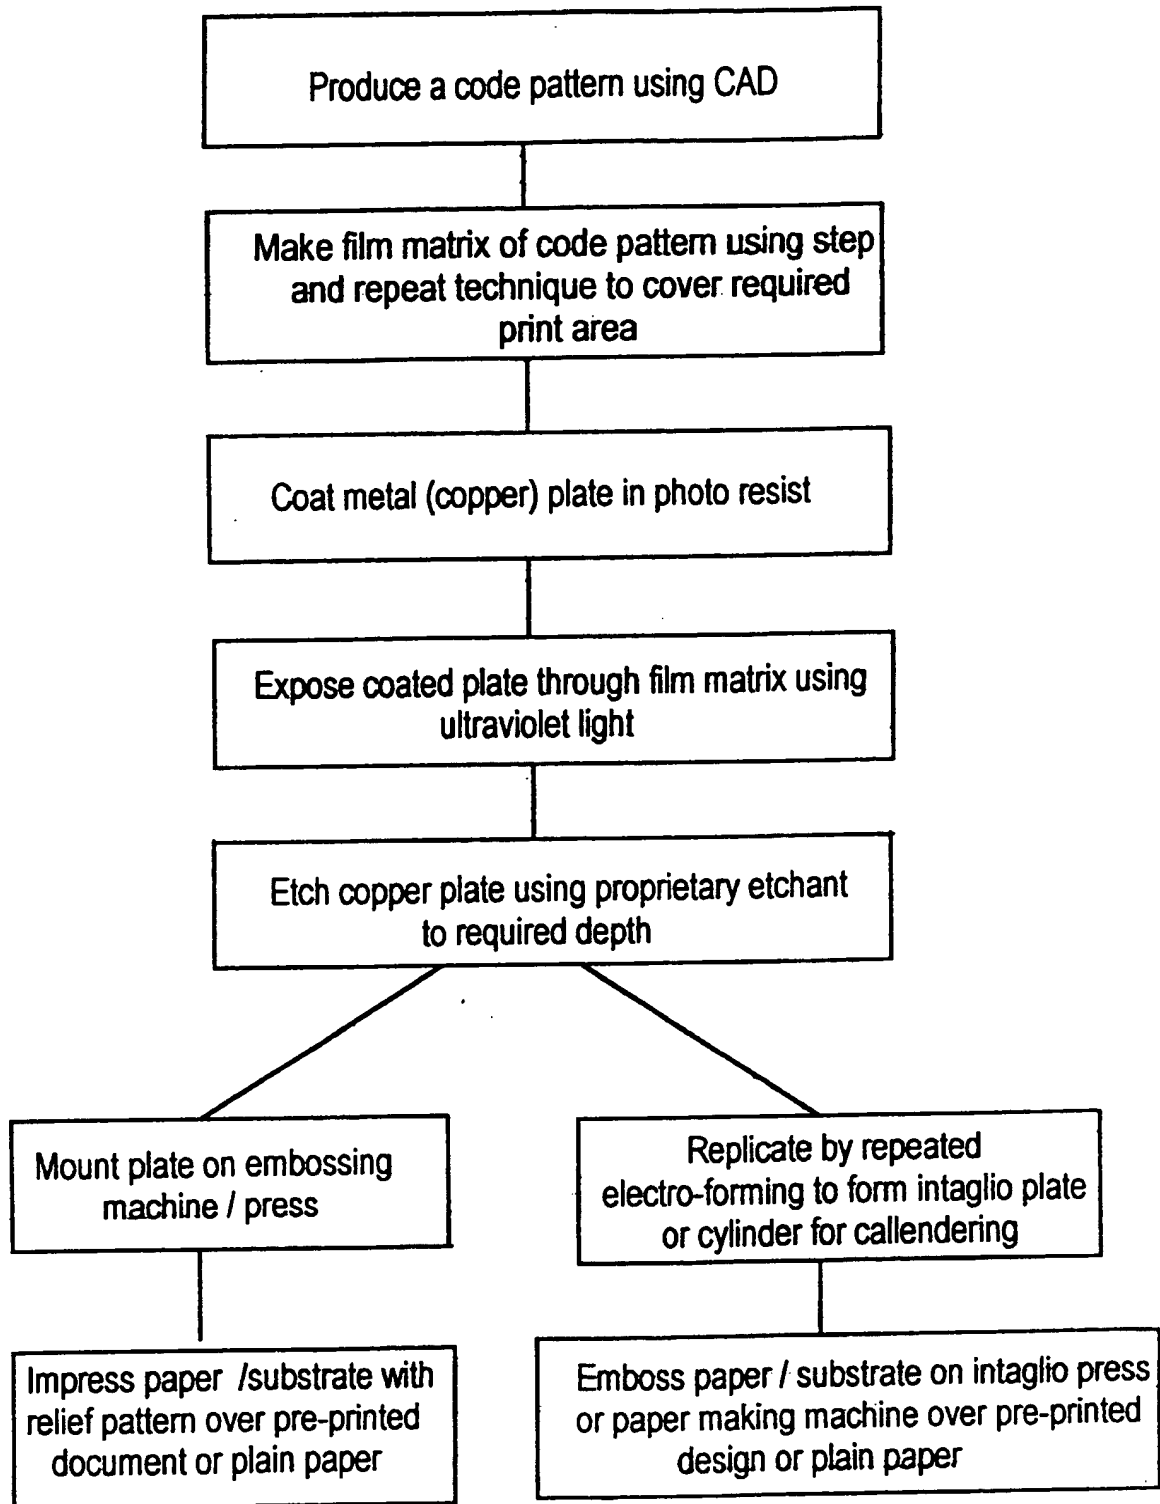 Produce a code pattern using CAD
Make film matrix of code pattern using step
and repeat technique to cover required
print area
Coat metal (copper) plate in photo resist
Expose coated plate through film matrix using
ultraviolet light
Etch copper plate using proprietary etchant
to required depth
Mount plate on embossing
machine / press
Replicate by repeated
electro-forming to form intaglio plate
or cylinder for callendering
Impress paper /substrate with
relief pattern over pre-printed
document or plain paper
Emboss paper / substrate on intaglio press
or paper making machine over pre-printed
design or plain paper